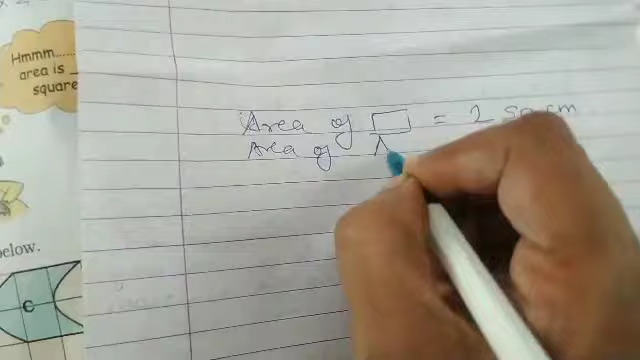 Hmmm.....
area is
square
Area of = 2 sq cm
Area of
below.
C